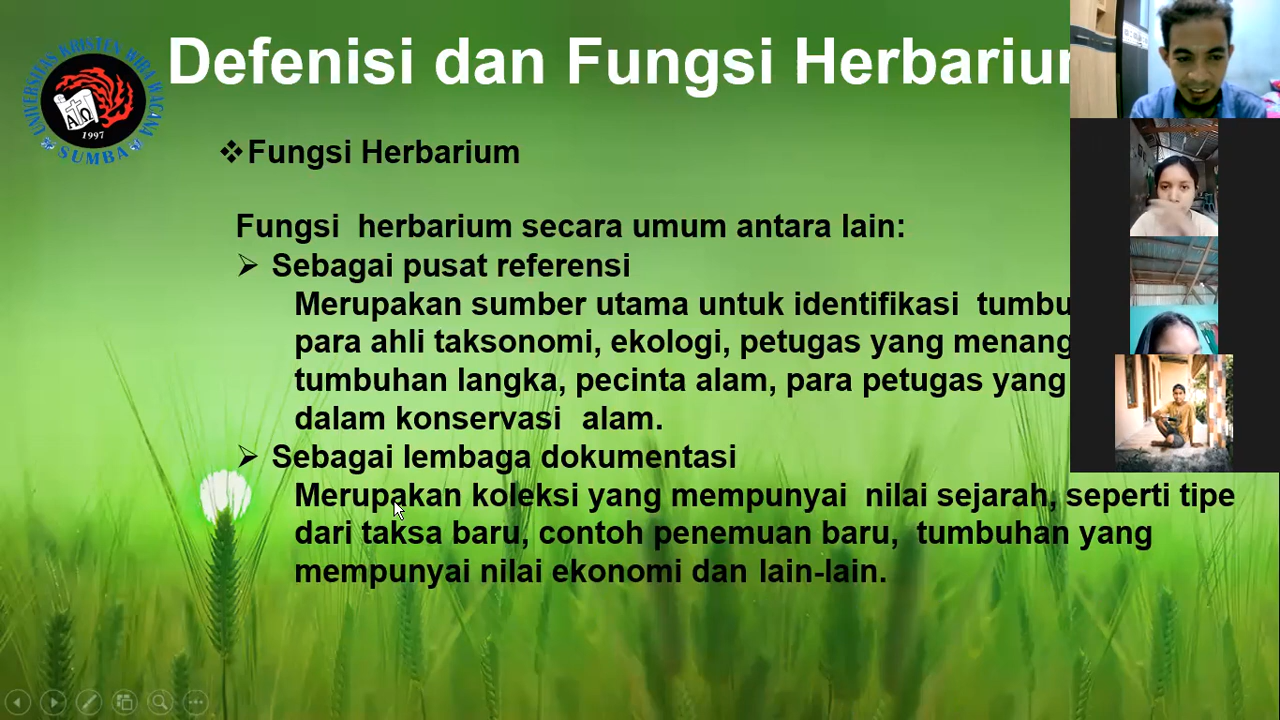 Defenisi dan Fungsi
UNIVERSITAS KRISTEN WIRA WACANA
1997
SUMBA
❖Fungsi Herbarium
Fungsi herbarium secara umum antara lain:
➢ Sebagai pusat referensi
Merupakan sumber utama untuk identifikasi
para ahli taksonomi, ekologi, petugas yang
tumbuhan langka, pecinta alam, para petugas yang
dalam konservasi alam.
➢ Sebagai lembaga dokumentasi
Merupakan koleksi yang mempunyai nilai sejarah, seperti tipe
dari taksa baru, contoh penemuan baru, tumbuhan yang
mempunyai nilai ekonomi dan lain-lain.